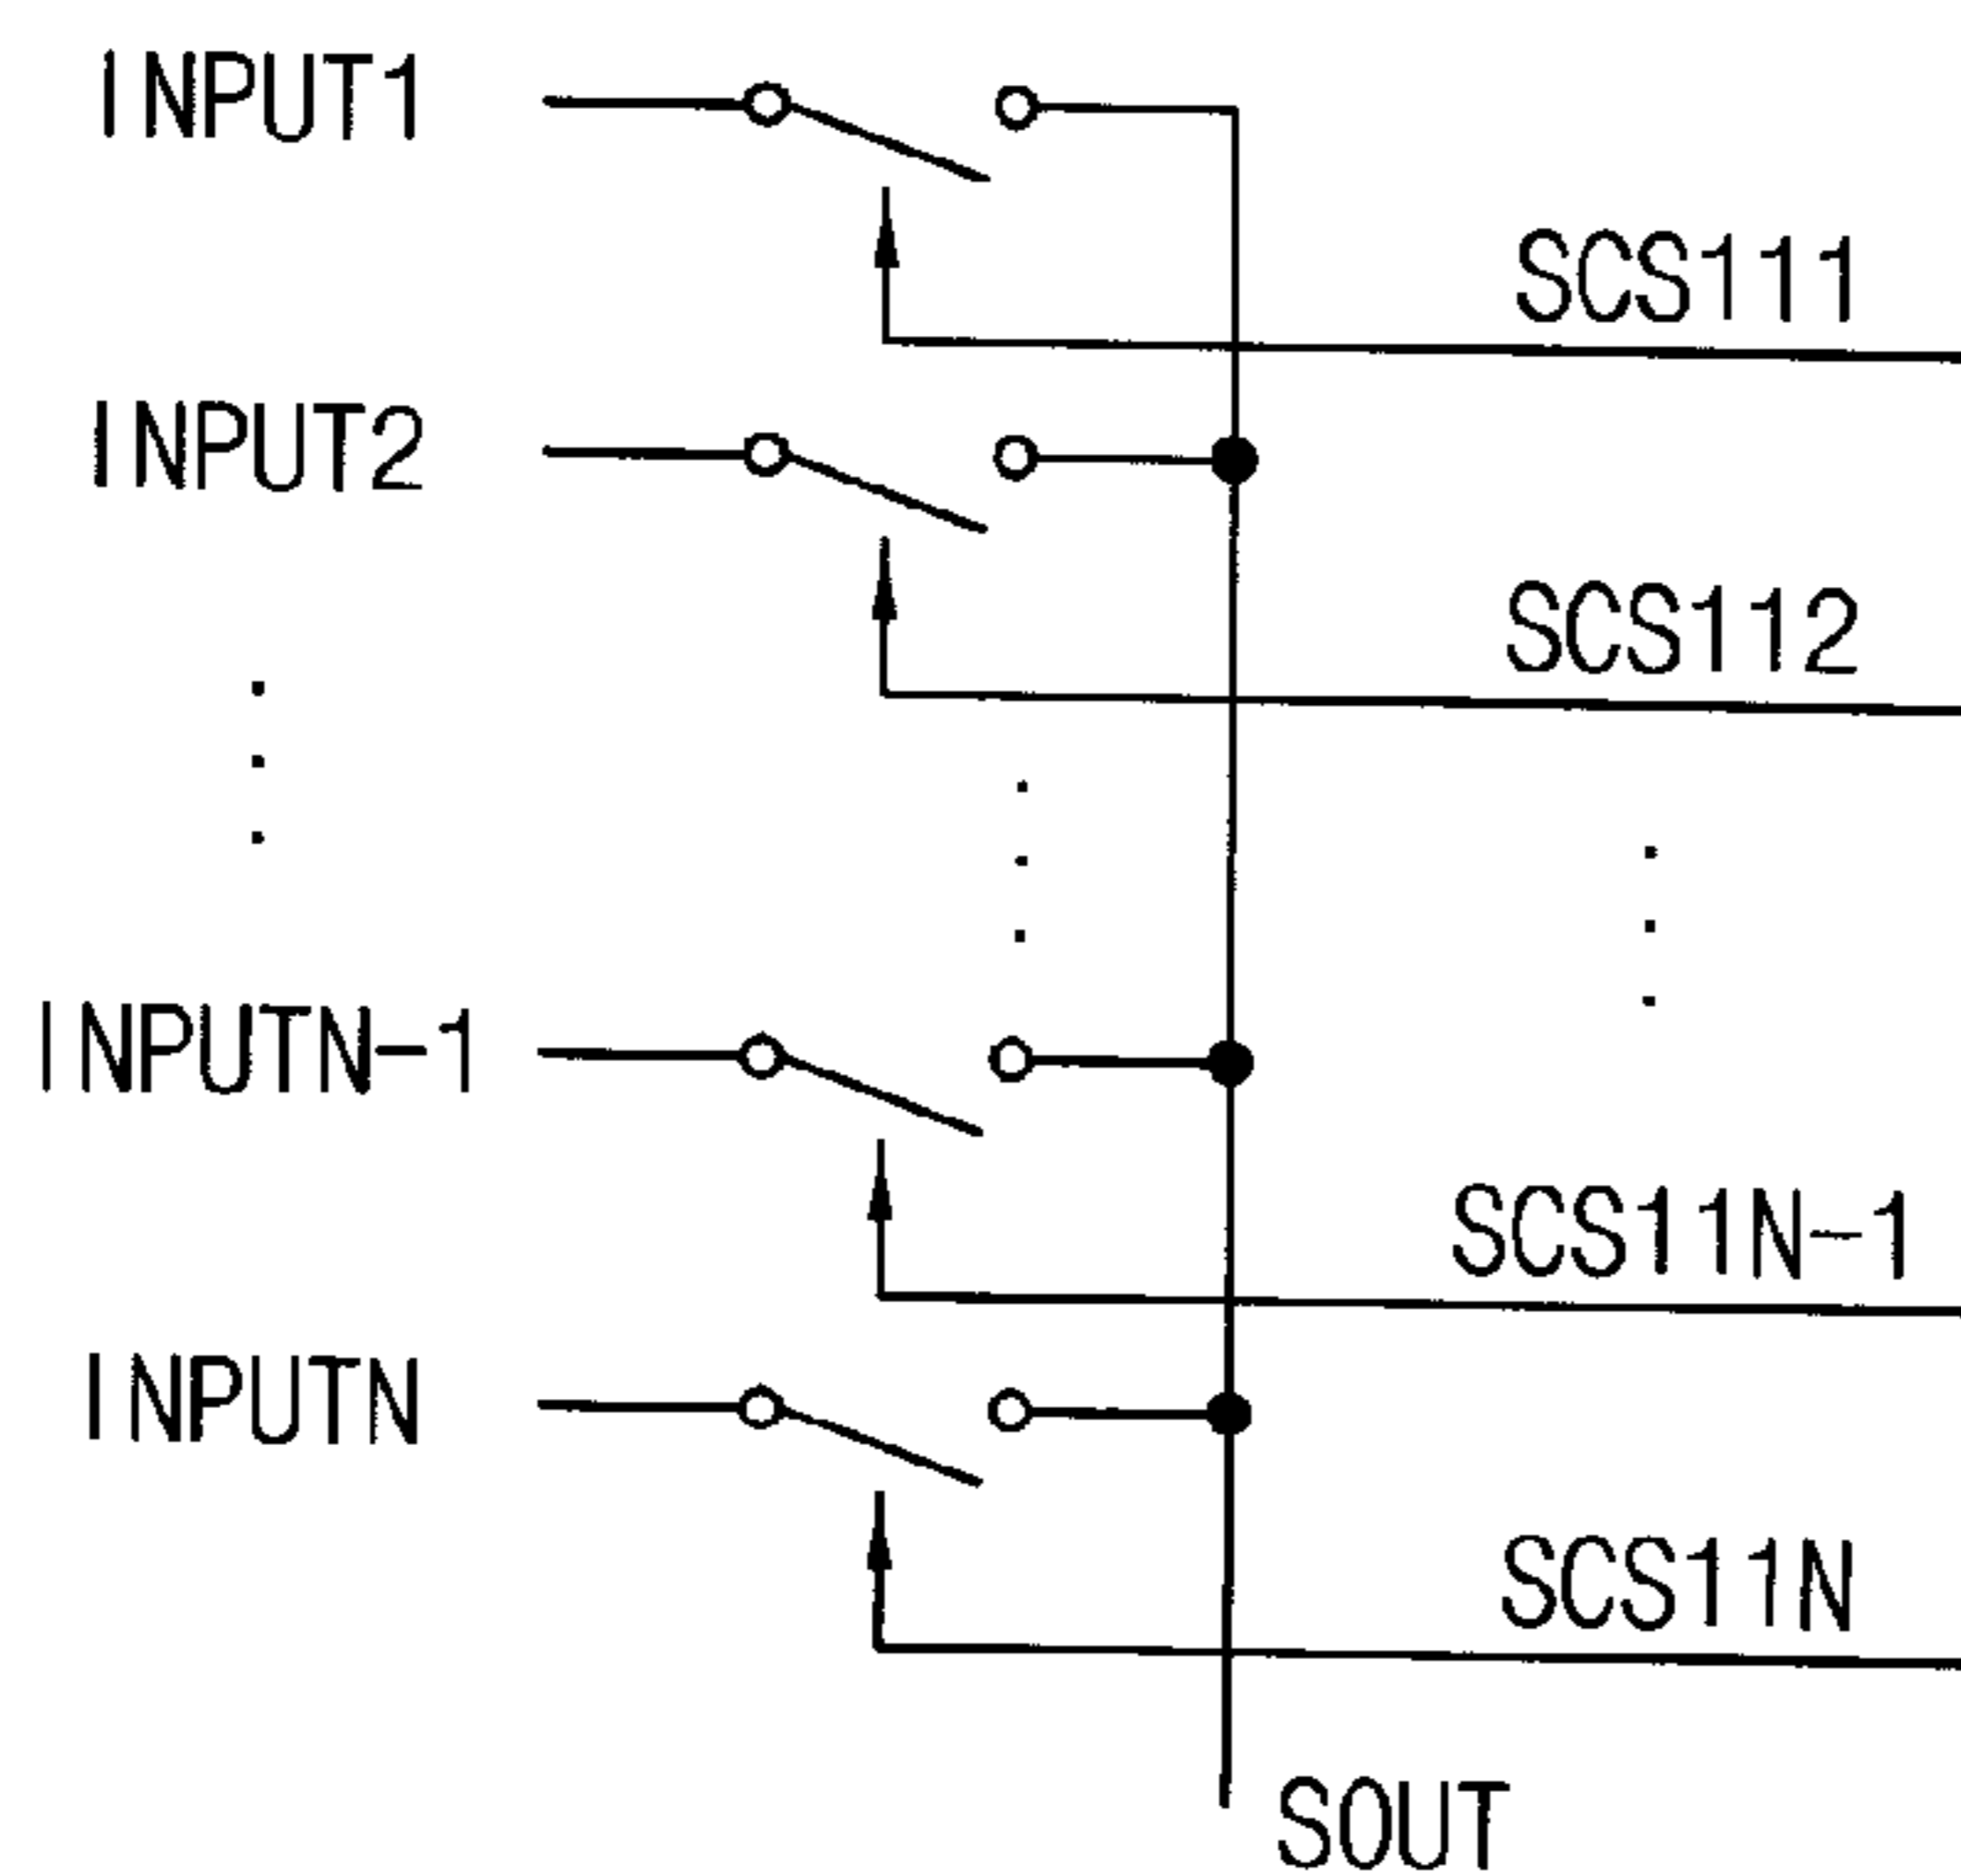 INPUT1
SCS111
INPUT2
SCS112
INPUTN-1
SCS11N-1
INPUTN
SCS11N
SOUT